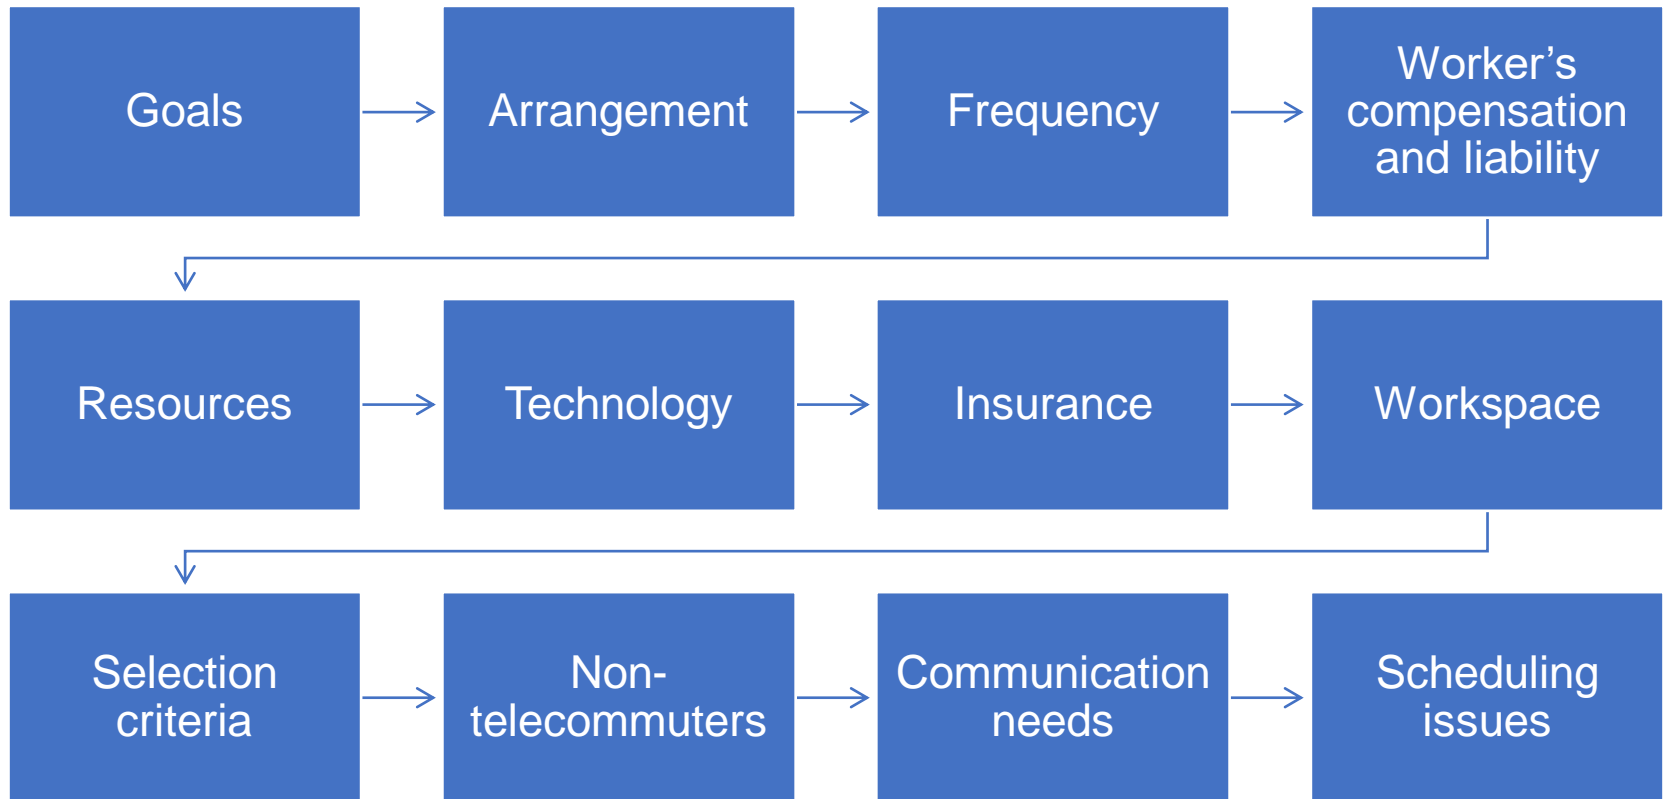 Goals
Arrangement
Frequency
Worker’s
compensation
and liability
Resources
Technology
Insurance
Workspace
Selection
criteria
Non-
telecommuters
Communication
needs
Scheduling
issues